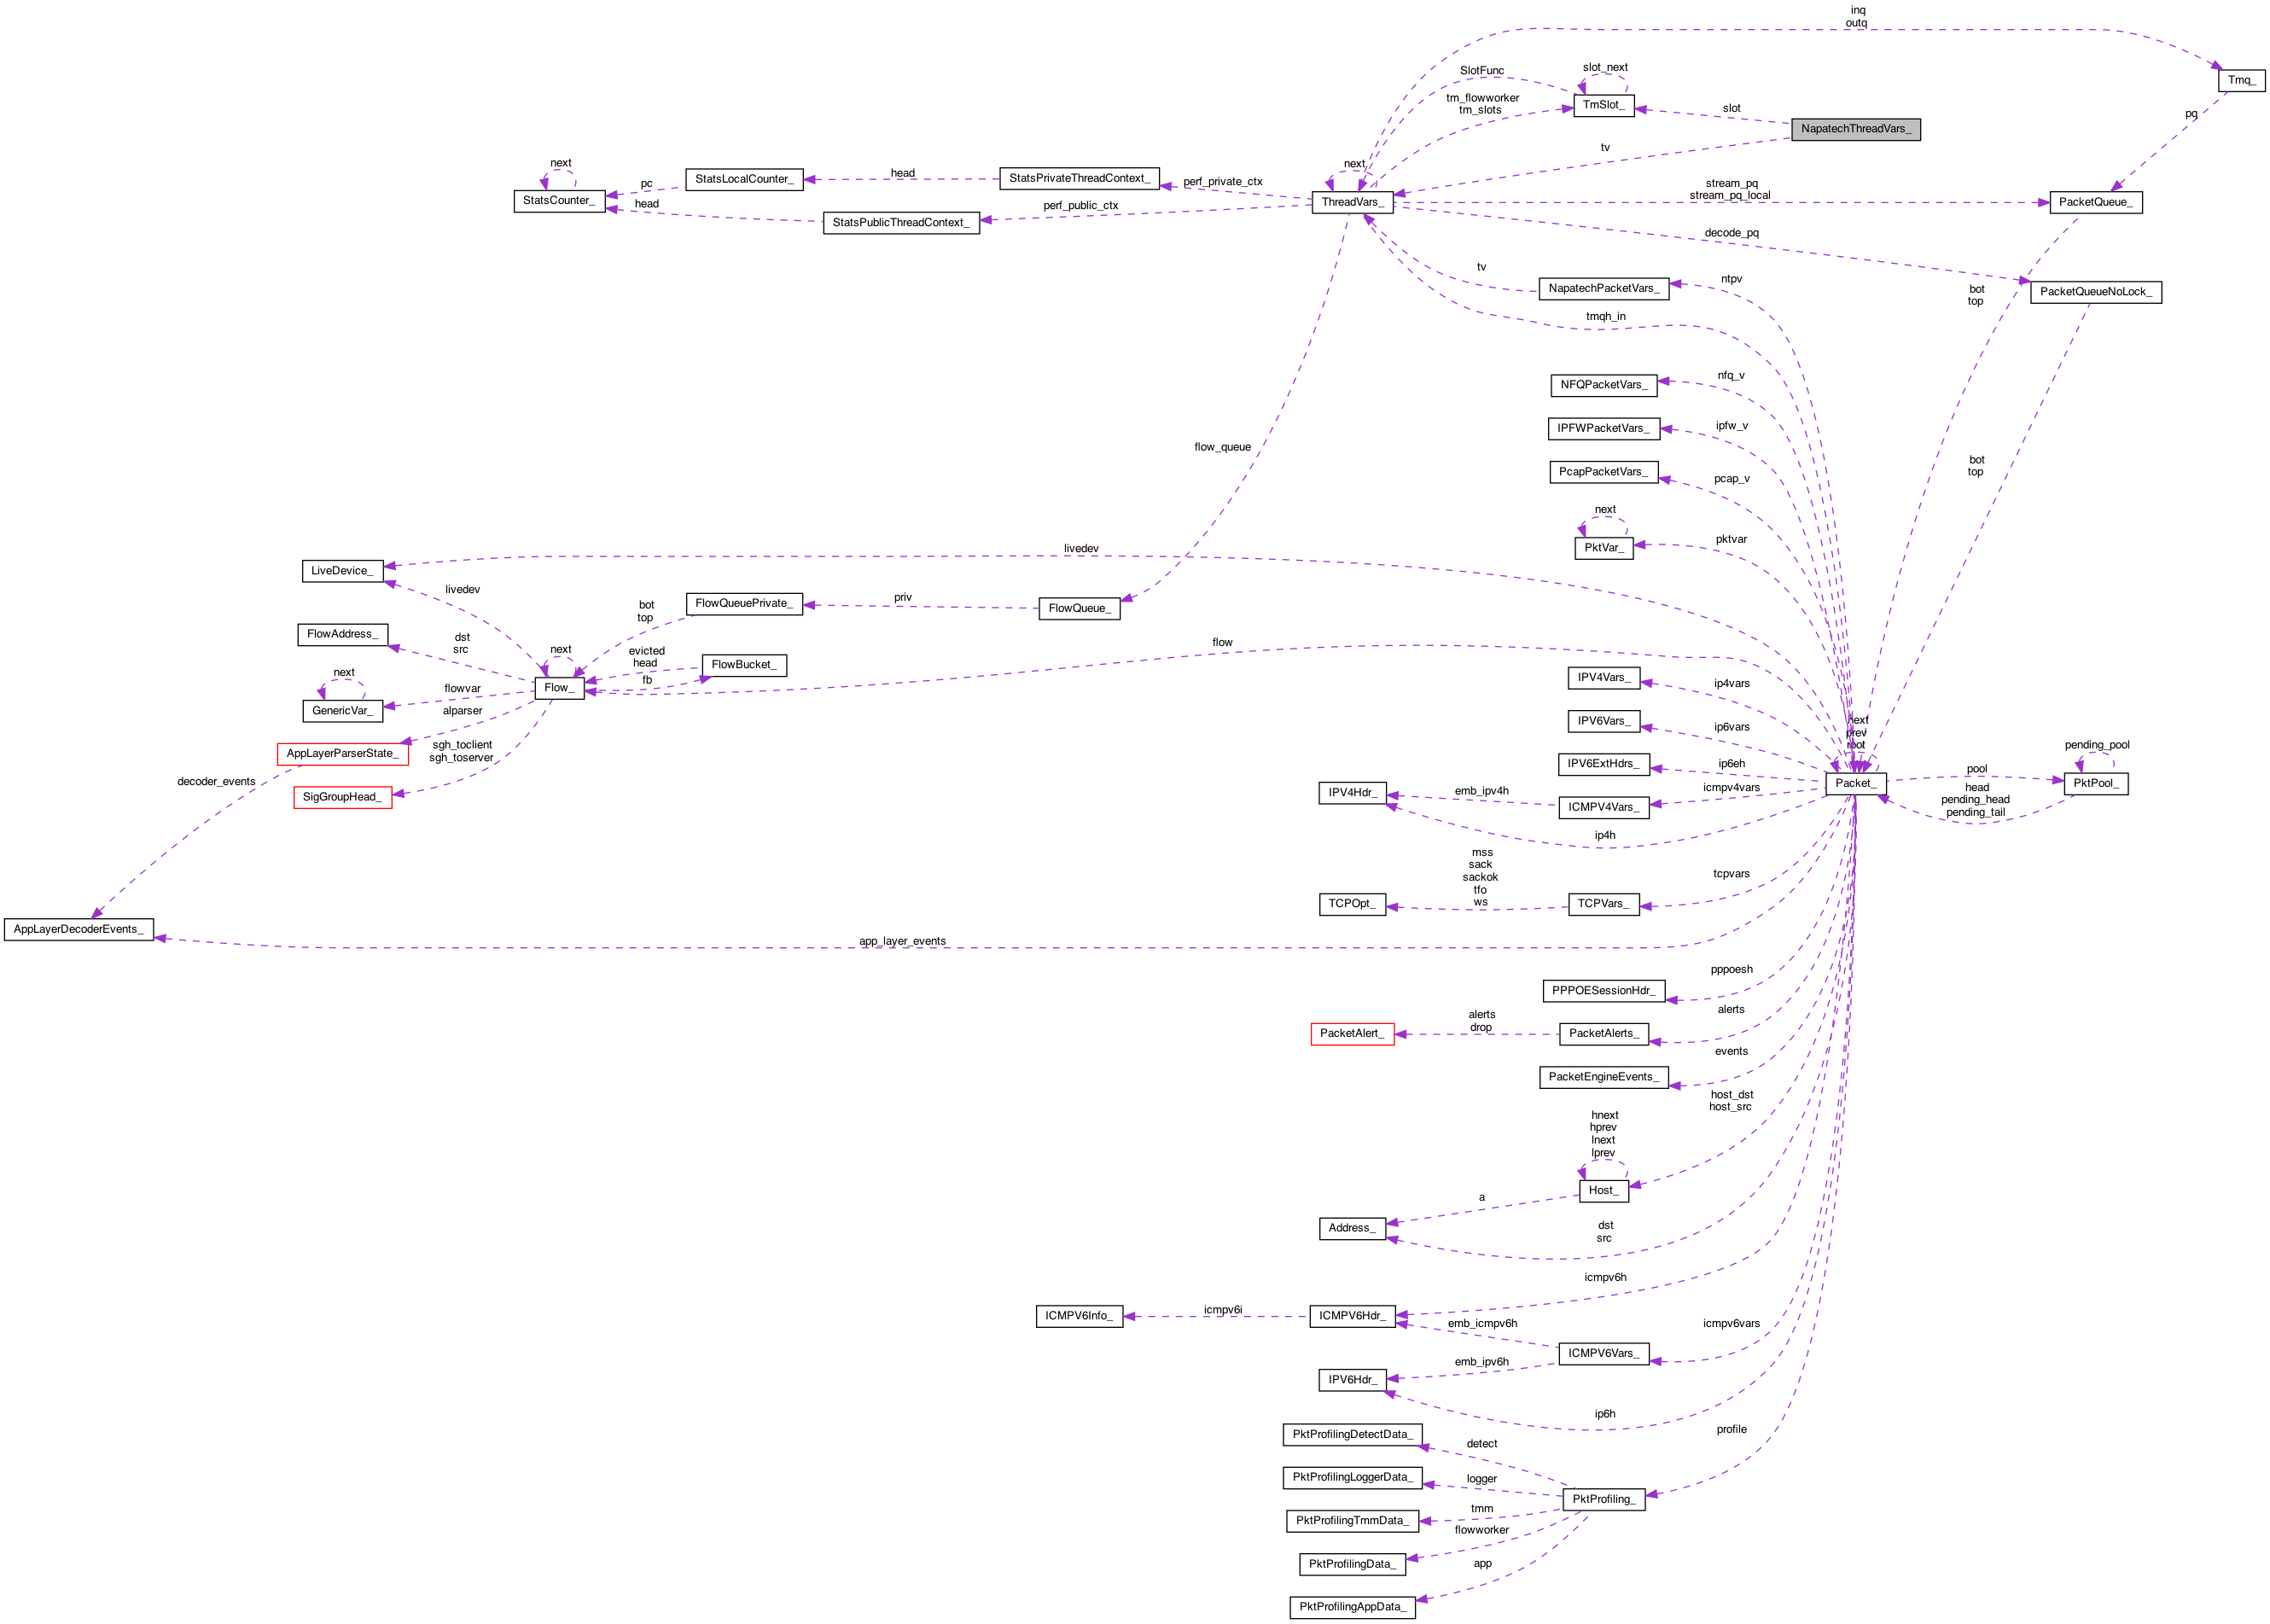 inq
outq
SlotFunc
slot_next
Tmq_
tm_flowworker
tm_slots
TmSlot_
slot
pq
NapatechThreadVars_
tv
next
StatsLocalCounter_
head
StatsPrivateThreadContext_
perf_private_ctx
next
pc
StatsCounter_
head
StatsPublicThreadContext_
perf_public_ctx
ThreadVars_
stream_pq
stream_pq_local
PacketQueue_
decode_pq
tv
NapatechPacketVars_
ntpv
PacketQueueNoLock_
bot
top
tmqh_in
NFQPacketVars_
nfq_v
IPFWPacketVars_
ipfw_v
flow_queue
PcapPacketVars_
pcap_v
bot
top
next
PktVar_
pktvar
livedev
LiveDevice_
livedev
FlowQueuePrivate_
priv
FlowQueue_
bot
top
FlowAddress_
dst
src
next
evicted
head
FlowBucket_
flow
next
flowvar
Flow_
fb
GenericVar_
alparser
IPV4Vars_
ip4vars
IPV6Vars_
ip6vars
next
prev
root
AppLayerParserState_
sgh_toclient
sgh_toserver
IPV6ExtHdrs_
ip6eh
pending_pool
decoder_events
SigGroupHead_
IPV4Hdr_
emb_ipv4h
ICMPV4Vars_
icmpv4vars
Packet_
pool
PktPool_
head
pending_head
pending_tail
ip4h
mss
sack
sackok
tfo
ws
TCPOpt_
TCPVars_
tcpvars
AppLayerDecoderEvents_
app_layer_events
PPPOESessionHdr_
pppoesh
PacketAlert_
alerts
drop
PacketAlerts_
alerts
PacketEngineEvents_
events
hnext
hprev
lnext
lprev
host_dst
host_src
Host_
a
Address_
dst
src
icmpv6h
ICMPV6Info_
icmpv6i
ICMPV6Hdr_
emb_icmpv6h
ICMPV6Vars_
icmpv6vars
IPV6Hdr_
emb_ipv6h
ip6h
PktProfilingDetectData_
detect
profile
PktProfilingLoggerData_
logger
PktProfiling_
PktProfilingTmmData_
tmm
flowworker
PktProfilingData_
app
PktProfilingAppData_